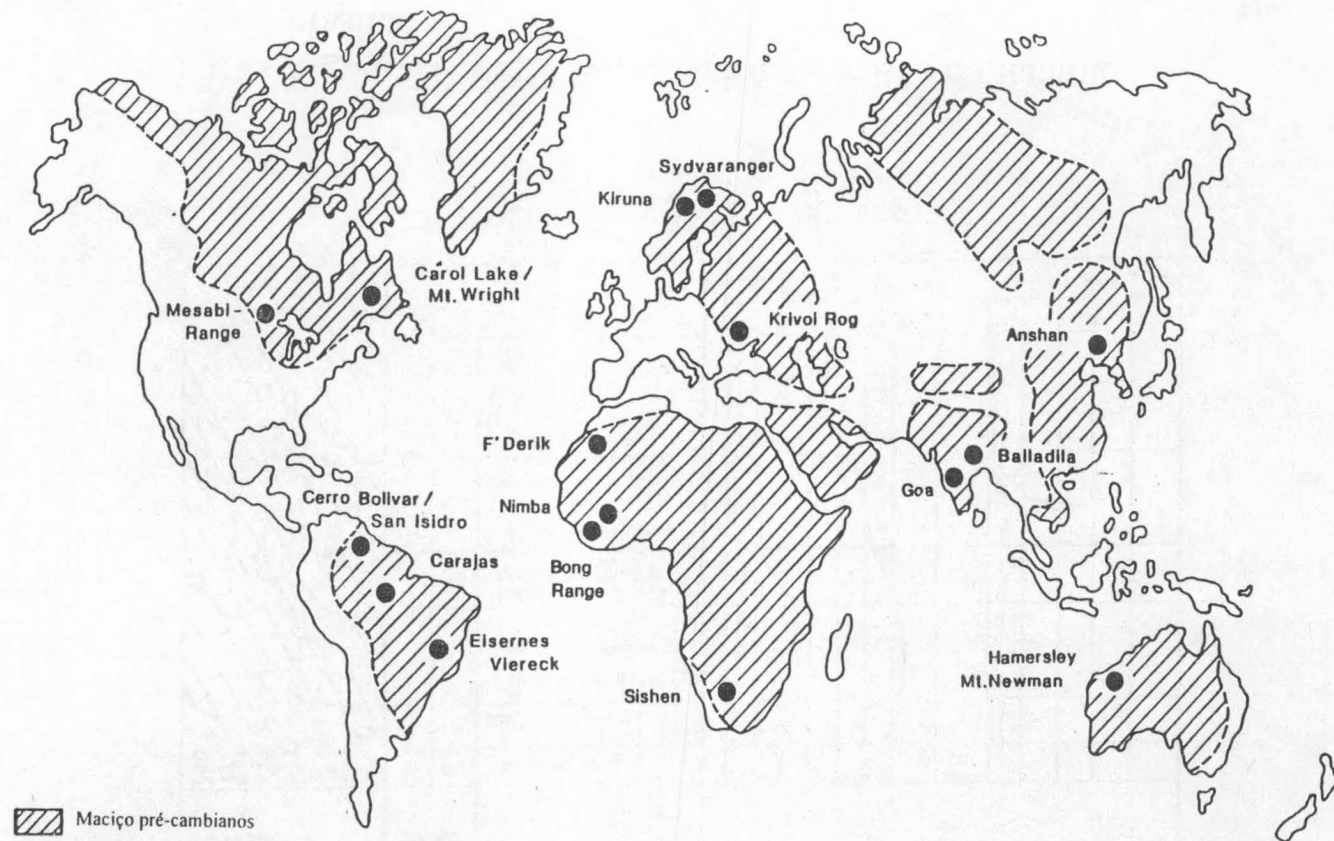 Sydvaranger
Kiruna
Carol Lake /
Mt. Wright
Mesabi -
Range
Krivoi Rog
Anshan
F'Derik
Balladila
Goa
Cerro Bolivar /
San Isidro
Nimba
Carajas
Bong
Range
Eisernes
Viereck
Hamersley
Mt. Newman
Sishen
Maciço pré-cambianos